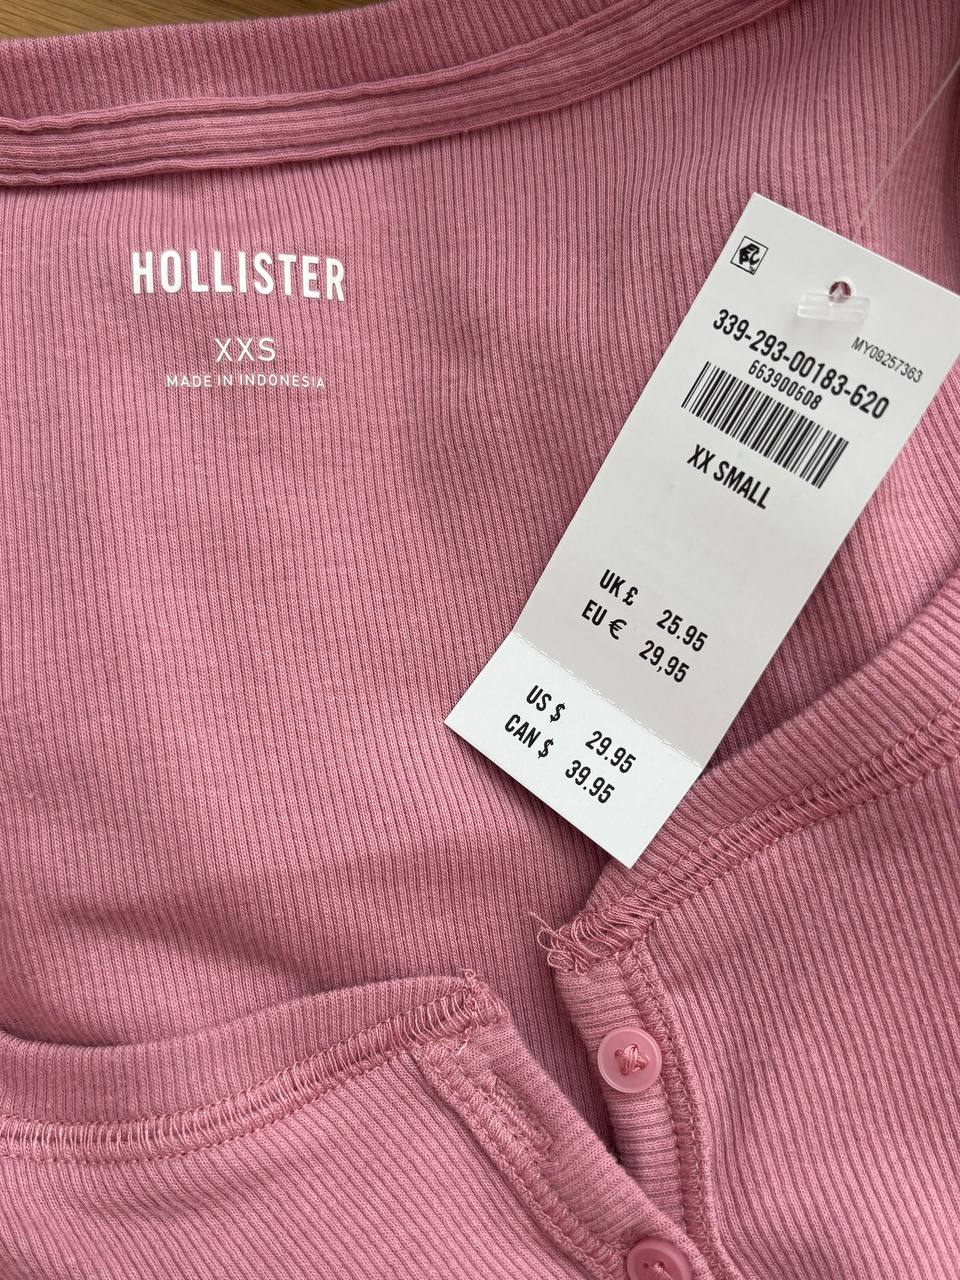 HOLLISTER
XXS
MADE IN INDONESIA
MY09257363
339-293-00183-620
663900608
XX SMALL
UK £ 25.95
EU € 29,95
US $ 29.95
CAN $ 39.95